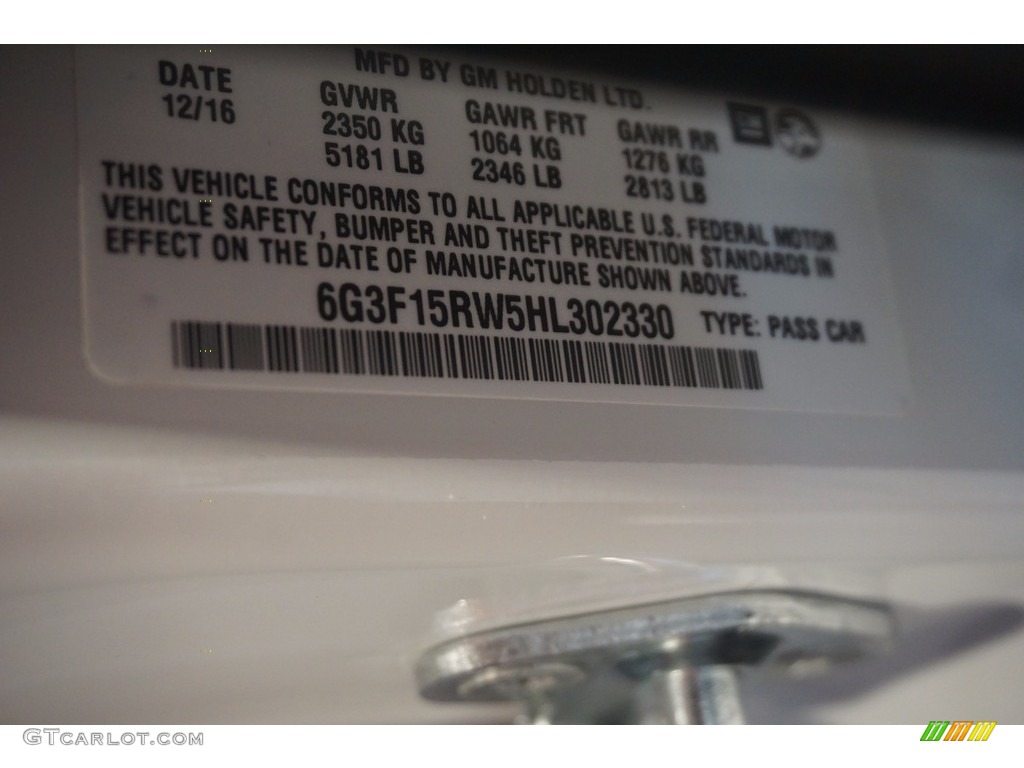 MFD BY GM HOLDEN LTD.
DATE GVWR GAWR FRT GAWR RR
12/16 2350 KG 1064 KG 1276 KG
5181 LB 2346 LB 2813 LB
THIS VEHICLE CONFORMS TO ALL APPLICABLE U.S. FEDERAL MOTOR
VEHICLE SAFETY, BUMPER AND THEFT PREVENTION STANDARDS IN
EFFECT ON THE DATE OF MANUFACTURE SHOWN ABOVE.
6G3F15RW5HL302330 TYPE: PASS CAR
GTCARLOT.COM